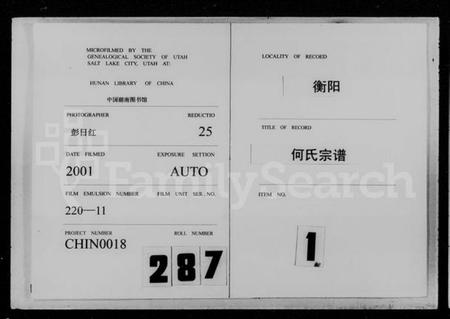 MICROFILMED BY THE
GENEALOGICAL SOCIETY OF UTAH
SALT LAKE CITY, UTAH AT:
HUNAN LIBRARY OF CHINA
中国湖南图书馆
PHOTOGRAPHER REDUCTIO
彭日红 25
DATE FILMED EXPOSURE SETTION
2001 AUTO
FILM EMULSION NUMBER FILM UNIT SER. NO.
220—11
PROJECT NUMBER ROLL NUMBER
CHIN0018 287
LOCALITY OF RECOED
衡阳
TITLE OF RECORD
何氏宗谱
ITEM NO.
1
FamilySearch